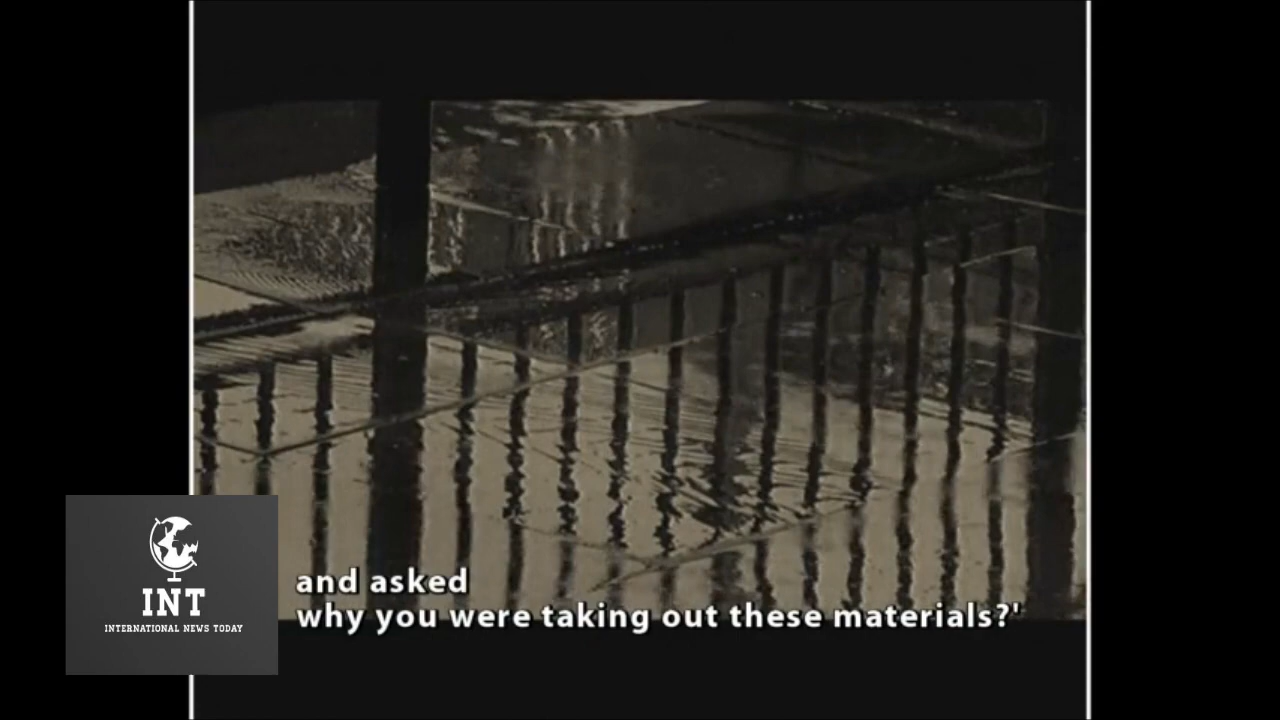 INT
INTERNATIONAL NEWS TODAY
and asked
why you were taking out these materials?'